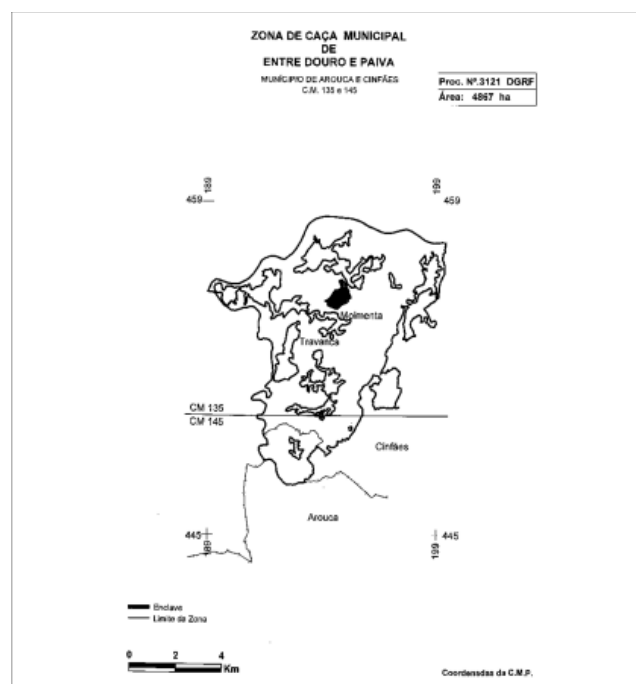 ZONA DE CAÇA MUNICIPAL
DE
ENTRE DOURO E PAIVA
MUNICÍPIO DE AROUCA E CINFÃES
C.M. 135 e 145
Proc. Nº.3121 DGRF
Área: 4867 ha
189
199
459
459
Moimenta
Travanca
CM 135
CM 145
Cinfães
Arouca
445
445
189
199
Enclave
Limite da Zona
0 2 4
Km
Coordenadas da C.M.P.